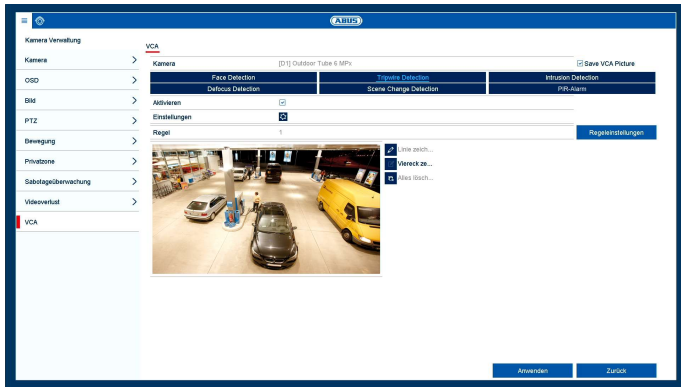 ABUS
Kamera Verwaltung
Kamera
OSD
Bild
PTZ
Bewegung
Privatzone
Sabotageüberwachung
Videoverlust
VCA
VCA
Kamera [D1] Outdoor Tube 6 MPx Save VCA Picture
Face Detection Tripwire Detection Intrusion Detection
Defocus Detection Scene Change Detection PIR-Alarm
Aktivieren
Einstellungen
Regel 1 Regeleinstellungen
Linie zeich...
Viereck ze...
Alles lösch...
Anwenden Zurück